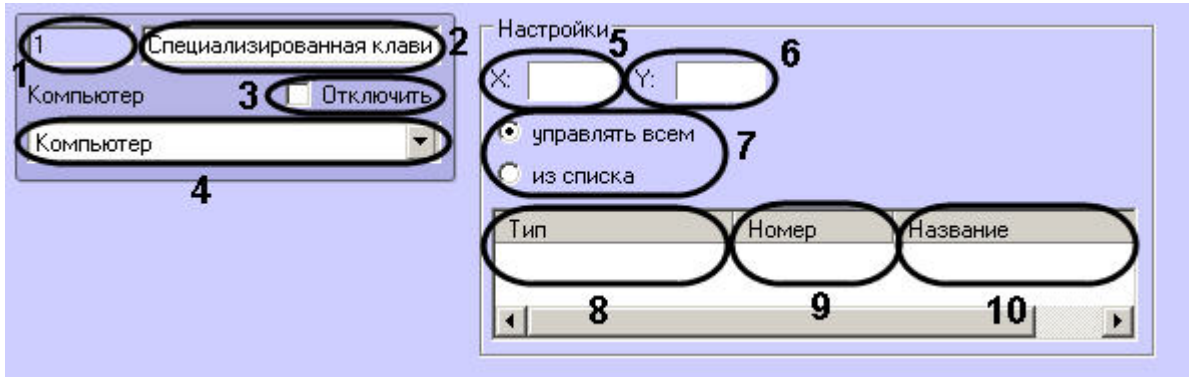 1 Специализированная клави 2
1
Компьютер 3 Отключить
Компьютер
4
Настройки
5 6
X: Y:
управлять всем
7
из списка
Тип Номер Название
8 9 10